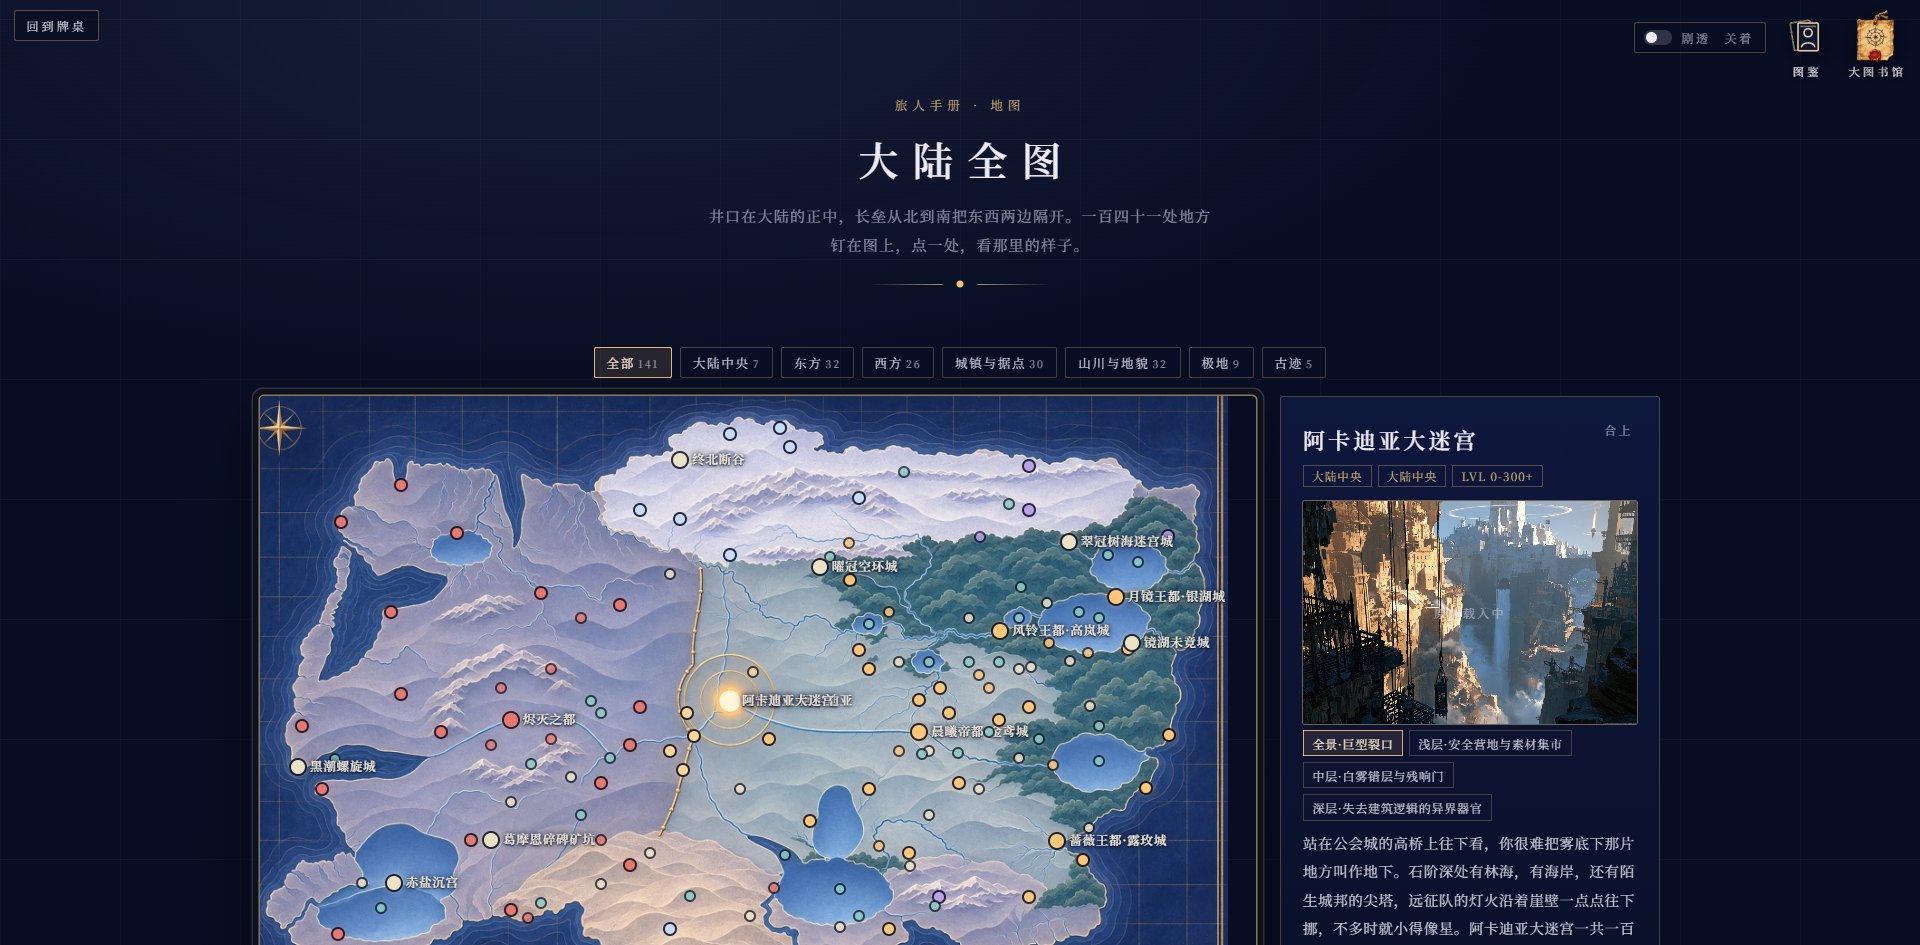 回到牌桌
剧透 关着
图鉴
大图书馆
旅人手册 · 地图
大陆全图
井口在大陆的正中，长垒从北到南把东西两边隔开。一百四十一处地方
钉在图上，点一处，看那里的样子。
全部 141
大陆中央 7
东方 32
西方 26
城镇与据点 30
山川与地貌 32
极地 9
古迹 5
终北断谷
翠冠树海迷宫城
曜冠空环城
月镜王都·银湖城
风铃王都·高岚城
镜湖未竟城
阿卡迪亚大迷宫
烬灭之都
晨曦帝都
黑潮螺旋城
葛摩恩碎碑矿坑
蔷薇王都·露玫城
赤盐沉宫
阿卡迪亚大迷宫
合上
大陆中央
大陆中央
LVL 0-300+
载入中
全景·巨型裂口
浅层·安全营地与素材集市
中层·白雾错层与残响门
深层·失去建筑逻辑的异界器官
站在公会城的高桥上往下看，你很难把雾底下那片
地方叫作地下。石阶深处有林海，有海岸，还有陌
生城邦的尖塔，远征队的灯火沿着崖壁一点点往下
挪，不多时就小得像星。阿卡迪亚大迷宫一共一百